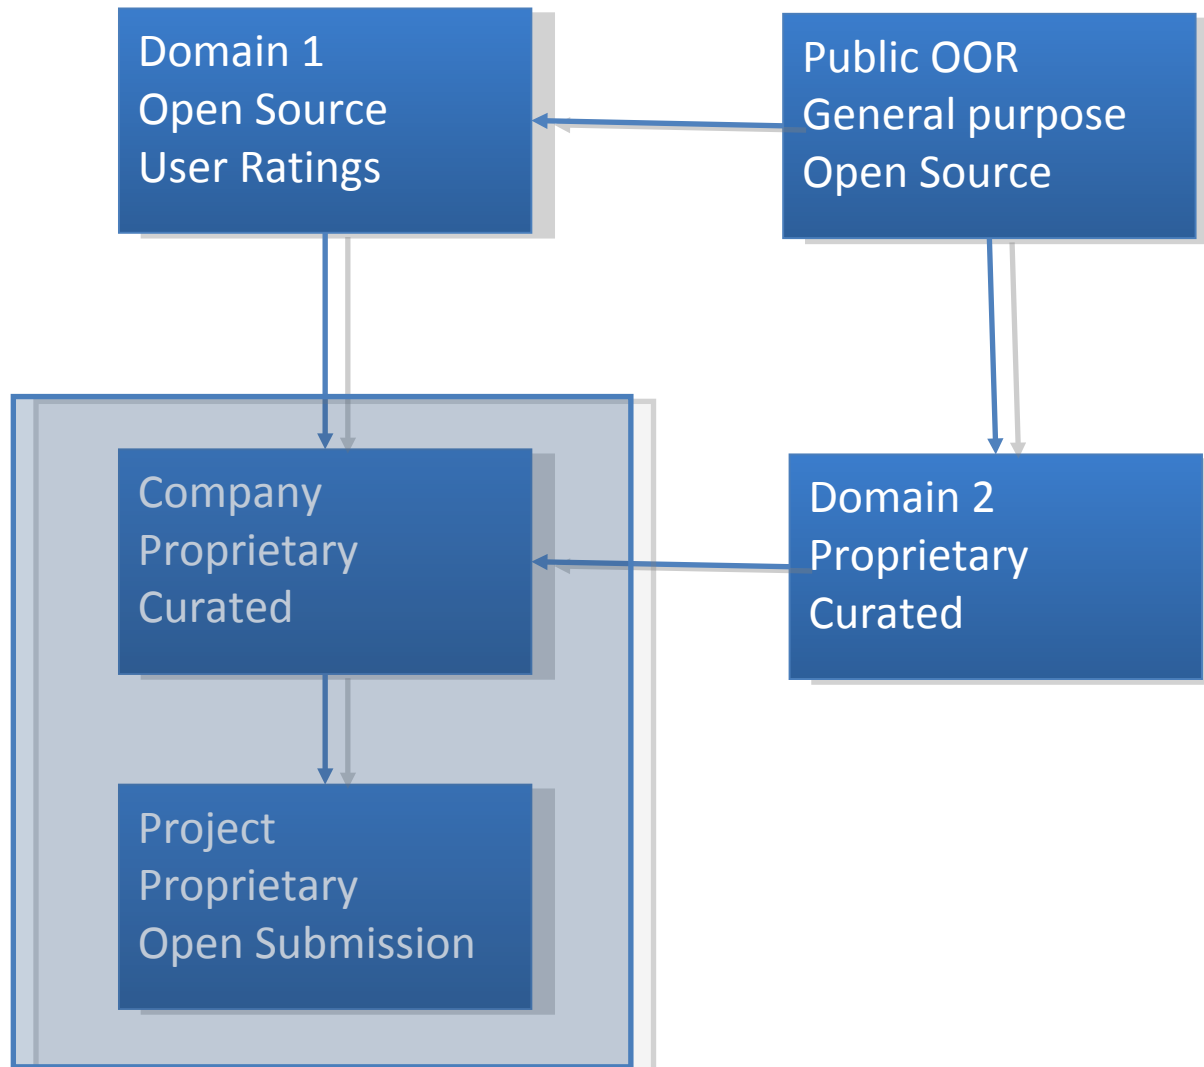 Domain 1
Open Source
User Ratings
Public OOR
General purpose
Open Source
Company
Proprietary
Curated
Domain 2
Proprietary
Curated
Project
Proprietary
Open Submission